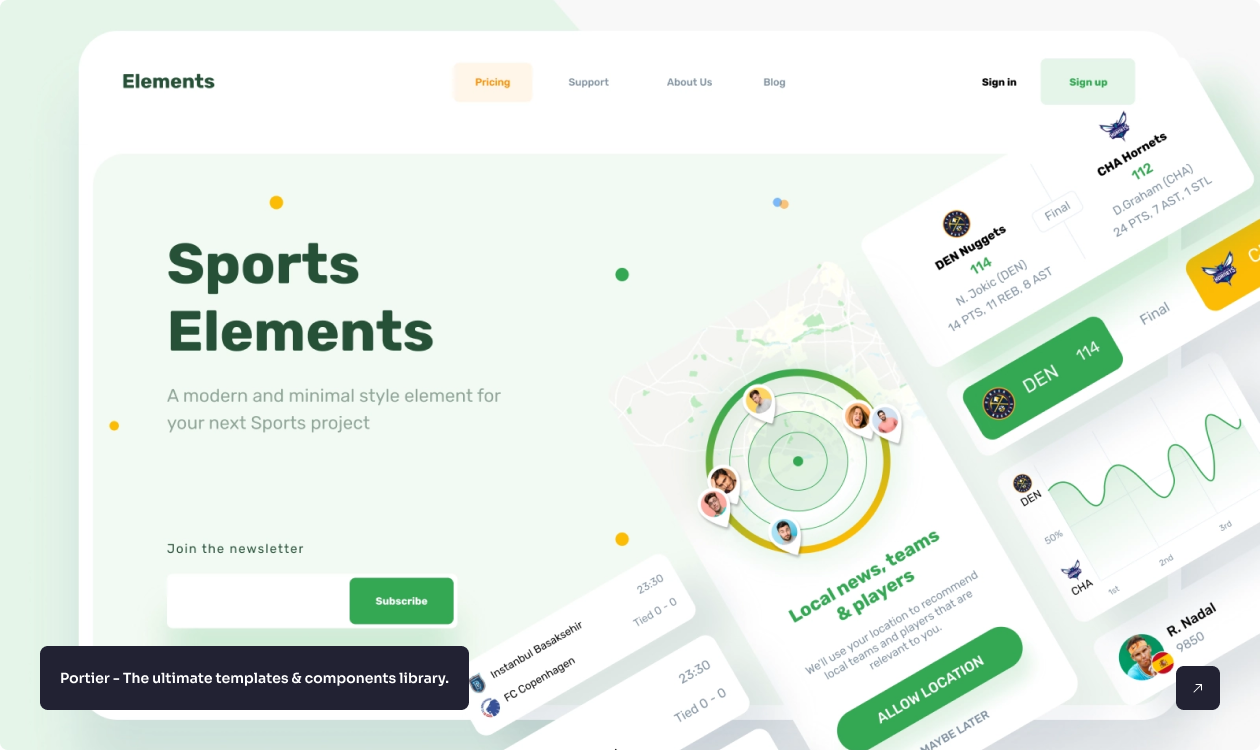 Elements
Pricing
Support
About Us
Blog
Sign in
Sign up
CHA Hornets
112
D.Graham (CHA)
24 PTS, 7 AST, 1 STL
Final
DEN Nuggets
114
N. Jokic (DEN)
14 PTS, 11 REB, 8 AST
Sports
Elements
A modern and minimal style element for
your next Sports project
DEN 114
Final
DEN
50%
CHA
1st
2nd
3rd
Join the newsletter
Subscribe
Local news, teams
& players
We'll use your location to recommend
local teams and players that are
relevant to you.
ALLOW LOCATION
MAYBE LATER
23:30
Instanbul Basaksehir
Tied 0 - 0
FC Copenhagen
23:30
Tied 0 - 0
R. Nadal
9850
Portier - The ultimate templates & components library.